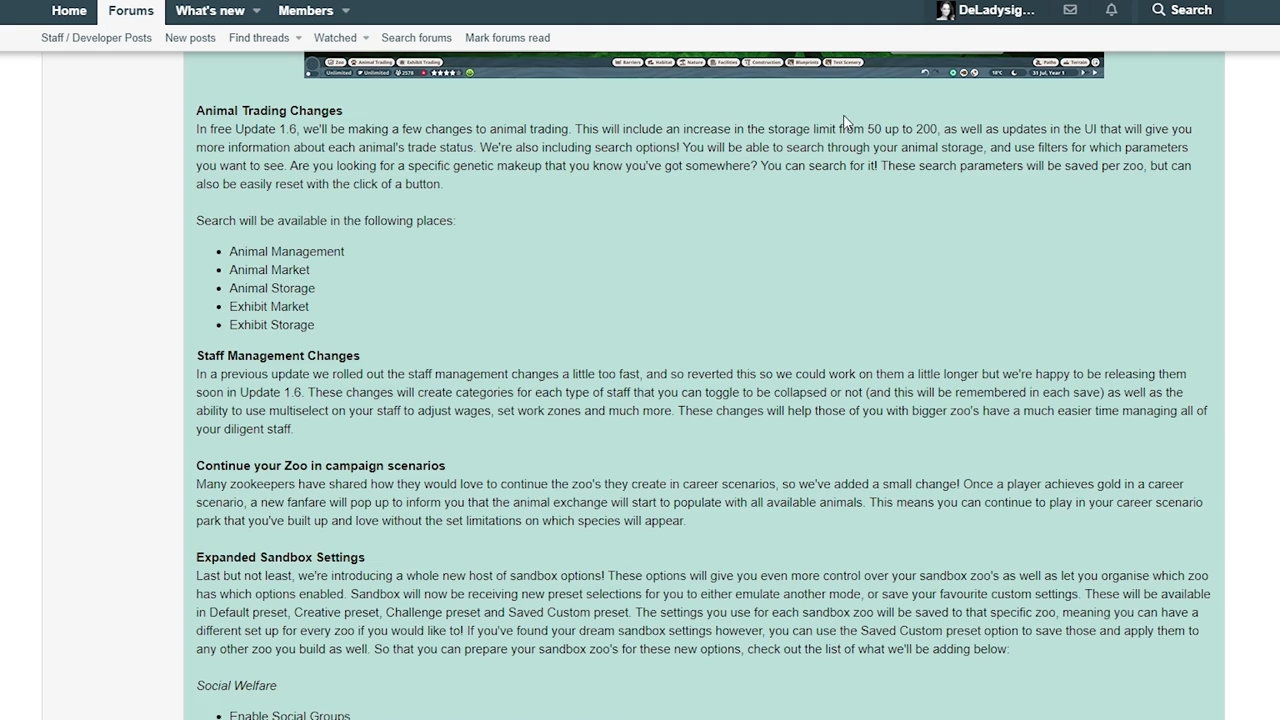 Home Forums What's new Members DeLadysig... Search
Staff / Developer Posts New posts Find threads Watched Search forums Mark forums read
Zoo Animal Trading Exhibit Trading Barriers Habitat Nature Facilities Construction Blueprints Test Scenery Paths Terrain
Unlimited Unlimited 2578 18°C 31 Jul, Year 1
Animal Trading Changes
In free Update 1.6, we'll be making a few changes to animal trading. This will include an increase in the storage limit from 50 up to 200, as well as updates in the UI that will give you
more information about each animal's trade status. We're also including search options! You will be able to search through your animal storage, and use filters for which parameters
you want to see. Are you looking for a specific genetic makeup that you know you've got somewhere? You can search for it! These search parameters will be saved per zoo, but can
also be easily reset with the click of a button.
Search will be available in the following places:
• Animal Management
• Animal Market
• Animal Storage
• Exhibit Market
• Exhibit Storage
Staff Management Changes
In a previous update we rolled out the staff management changes a little too fast, and so reverted this so we could work on them a little longer but we're happy to be releasing them
soon in Update 1.6. These changes will create categories for each type of staff that you can toggle to be collapsed or not (and this will be remembered in each save) as well as the
ability to use multiselect on your staff to adjust wages, set work zones and much more. These changes will help those of you with bigger zoo's have a much easier time managing all of
your diligent staff.
Continue your Zoo in campaign scenarios
Many zookeepers have shared how they would love to continue the zoo's they create in career scenarios, so we've added a small change! Once a player achieves gold in a career
scenario, a new fanfare will pop up to inform you that the animal exchange will start to populate with all available animals. This means you can continue to play in your career scenario
park that you've built up and love without the set limitations on which species will appear.
Expanded Sandbox Settings
Last but not least, we're introducing a whole new host of sandbox options! These options will give you even more control over your sandbox zoo's as well as let you organise which zoo
has which options enabled. Sandbox will now be receiving new preset selections for you to either emulate another mode, or save your favourite custom settings. These will be available
in Default preset, Creative preset, Challenge preset and Saved Custom preset. The settings you use for each sandbox zoo will be saved to that specific zoo, meaning you can have a
different set up for every zoo if you would like to! If you've found your dream sandbox settings however, you can use the Saved Custom preset option to save those and apply them to
any other zoo you build as well. So that you can prepare your sandbox zoo's for these new options, check out the list of what we'll be adding below:
Social Welfare
• Enable Social Groups